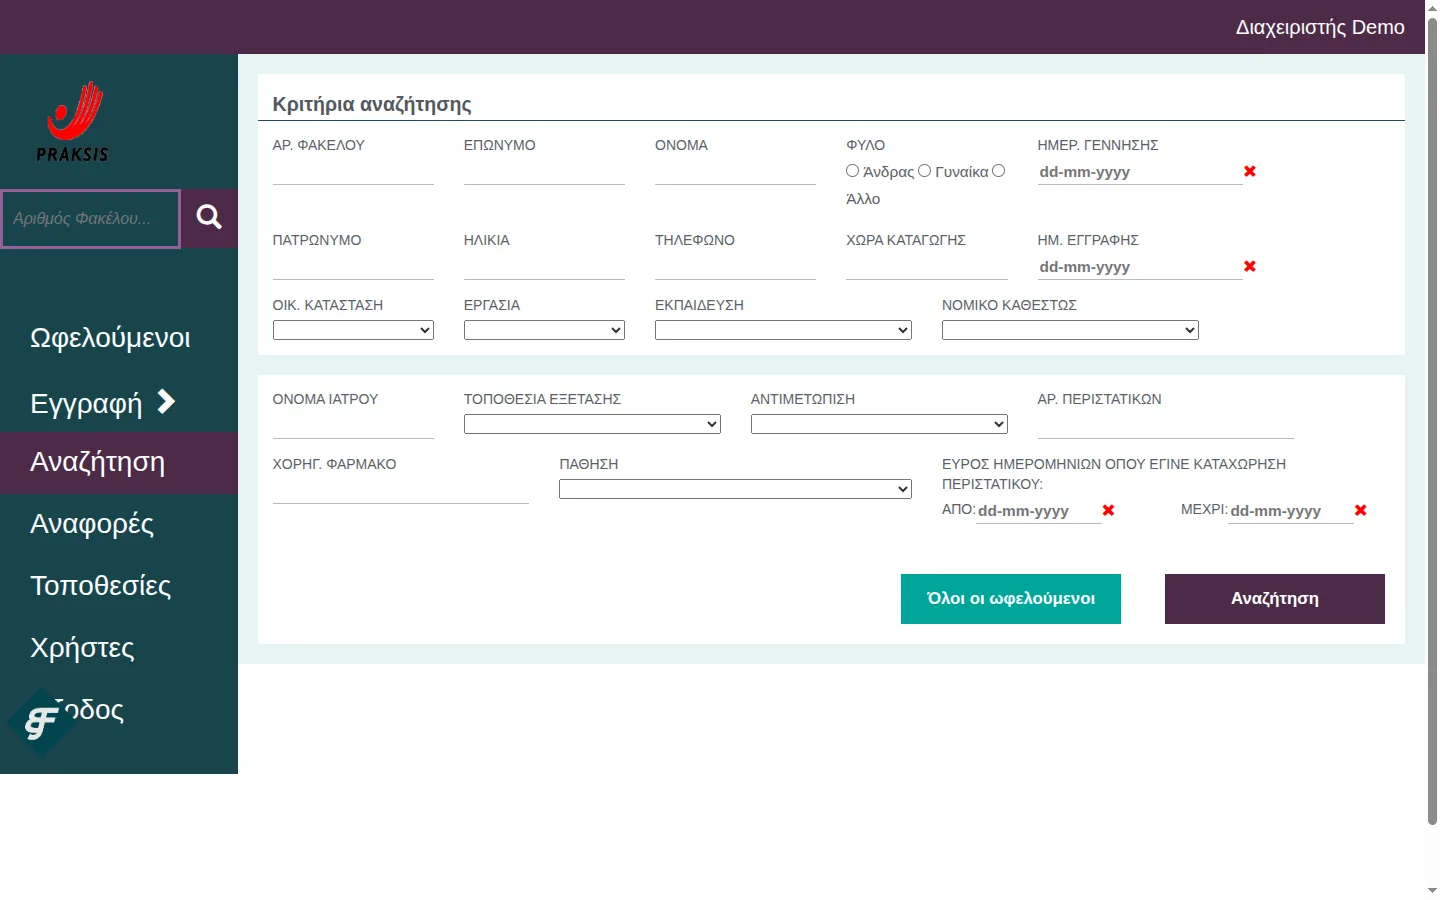 Διαχειριστής Demo
PRAKSIS
Αριθμός Φακέλου...
Ωφελούμενοι
Εγγραφή
Αναζήτηση
Αναφορές
Τοποθεσίες
Χρήστες
Κριτήρια αναζήτησης
ΑΡ. ΦΑΚΕΛΟΥ ΕΠΩΝΥΜΟ ΟΝΟΜΑ ΦΥΛΟ ΗΜΕΡ. ΓΕΝΝΗΣΗΣ
Άνδρας Γυναίκα dd-mm-yyyy
Άλλο
ΠΑΤΡΩΝΥΜΟ ΗΛΙΚΙΑ ΤΗΛΕΦΩΝΟ ΧΩΡΑ ΚΑΤΑΓΩΓΗΣ ΗΜ. ΕΓΓΡΑΦΗΣ
dd-mm-yyyy
ΟΙΚ. ΚΑΤΑΣΤΑΣΗ ΕΡΓΑΣΙΑ ΕΚΠΑΙΔΕΥΣΗ ΝΟΜΙΚΟ ΚΑΘΕΣΤΩΣ
ΟΝΟΜΑ ΙΑΤΡΟΥ ΤΟΠΟΘΕΣΙΑ ΕΞΕΤΑΣΗΣ ΑΝΤΙΜΕΤΩΠΙΣΗ ΑΡ. ΠΕΡΙΣΤΑΤΙΚΩΝ
ΧΟΡΗΓ. ΦΑΡΜΑΚΟ ΠΑΘΗΣΗ ΕΥΡΟΣ ΗΜΕΡΟΜΗΝΙΩΝ ΟΠΟΥ ΕΓΙΝΕ ΚΑΤΑΧΩΡΗΣΗ
ΠΕΡΙΣΤΑΤΙΚΟΥ:
ΑΠΟ: dd-mm-yyyy ΜΕΧΡΙ: dd-mm-yyyy
Όλοι οι ωφελούμενοι Αναζήτηση